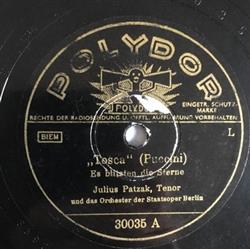 POLYDOR
POLYDOR
EINGETR. SCHUTZ-
MARKE
RECHTE DER RADIOSENDUNG U. ÖFFTL. AUFFÜHRUNG VORBEHALTEN
BIEM
L
„Tosca“ (Puccini)
Es blitzten die Sterne
Julius Patzak, Tenor
und das Orchester der Staatsoper Berlin
30035 A